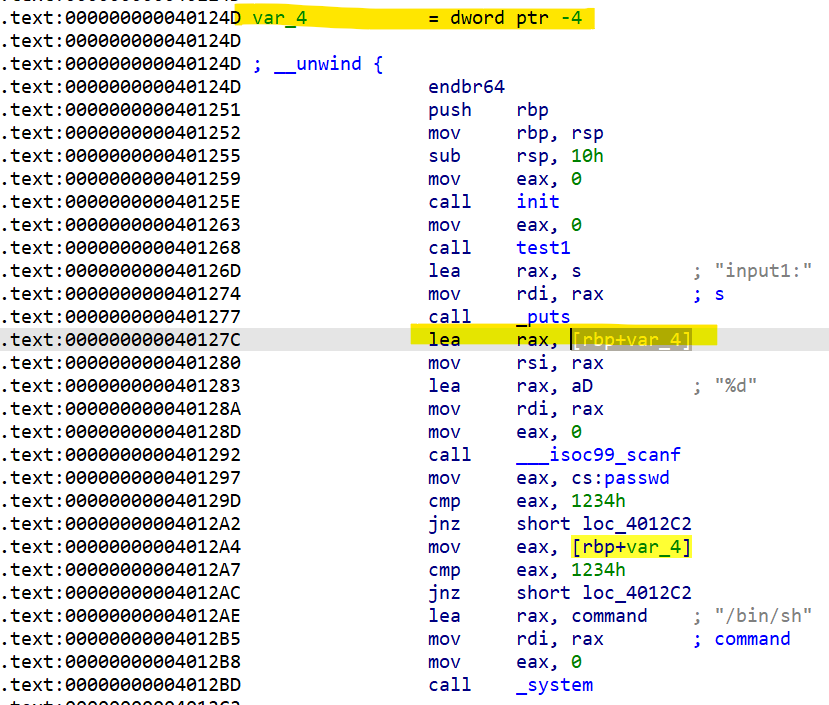 .text:000000000040124D var_4 = dword ptr -4
.text:000000000040124D
.text:000000000040124D ; __unwind {
.text:000000000040124D endbr64
.text:0000000000401251 push rbp
.text:0000000000401252 mov rbp, rsp
.text:0000000000401255 sub rsp, 10h
.text:0000000000401259 mov eax, 0
.text:000000000040125E call init
.text:0000000000401263 mov eax, 0
.text:0000000000401268 call test1
.text:000000000040126D lea rax, s ; "input1:"
.text:0000000000401274 mov rdi, rax ; s
.text:0000000000401277 call _puts
.text:000000000040127C lea rax, [rbp+var_4]
.text:0000000000401280 mov rsi, rax
.text:0000000000401283 lea rax, aD ; "%d"
.text:000000000040128A mov rdi, rax
.text:000000000040128D mov eax, 0
.text:0000000000401292 call ___isoc99_scanf
.text:0000000000401297 mov eax, cs:passwd
.text:000000000040129D cmp eax, 1234h
.text:00000000004012A2 jnz short loc_4012C2
.text:00000000004012A4 mov eax, [rbp+var_4]
.text:00000000004012A7 cmp eax, 1234h
.text:00000000004012AC jnz short loc_4012C2
.text:00000000004012AE lea rax, command ; "/bin/sh"
.text:00000000004012B5 mov rdi, rax ; command
.text:00000000004012B8 mov eax, 0
.text:00000000004012BD call _system